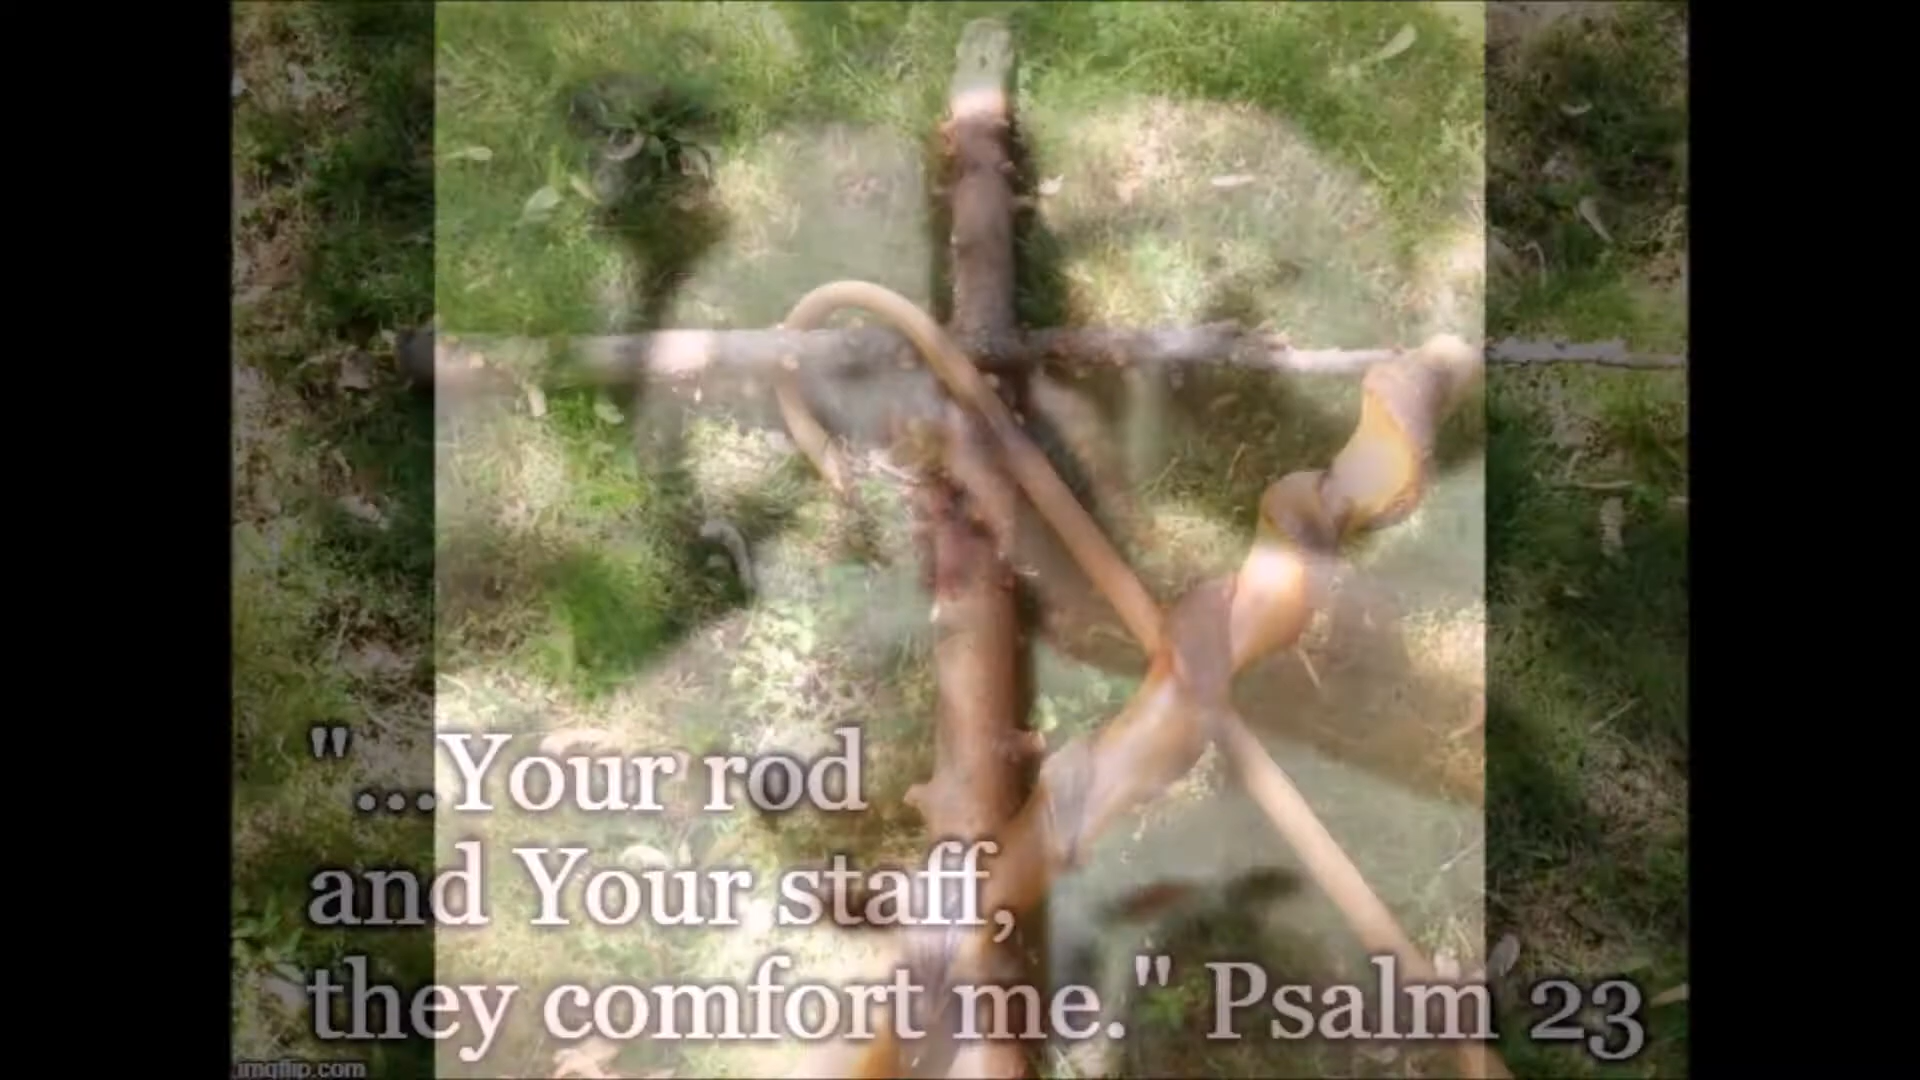 "...Your rod
and Your staff,
they comfort me." Psalm 23
imgflip.com